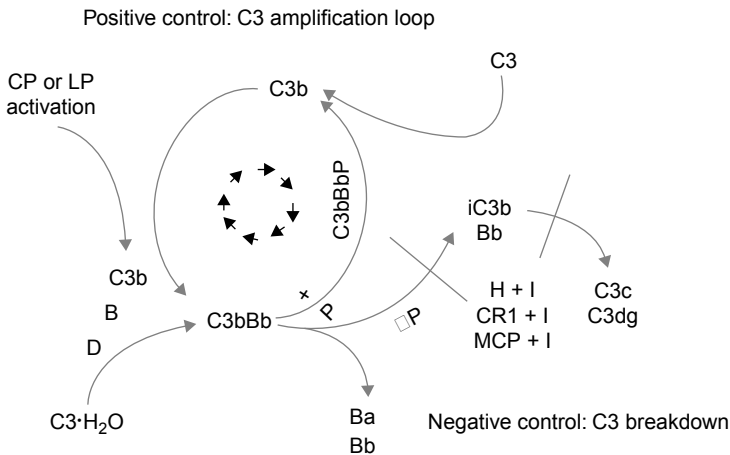 Positive control: C3 amplification loop
C3
CP or LP
activation
C3b
C3bBbP
iC3b
Bb
C3b
B
D
C3bBb
+
P
□P
H + I
CR1 + I
MCP + I
C3c
C3dg
C3·H₂O
Ba
Bb
Negative control: C3 breakdown